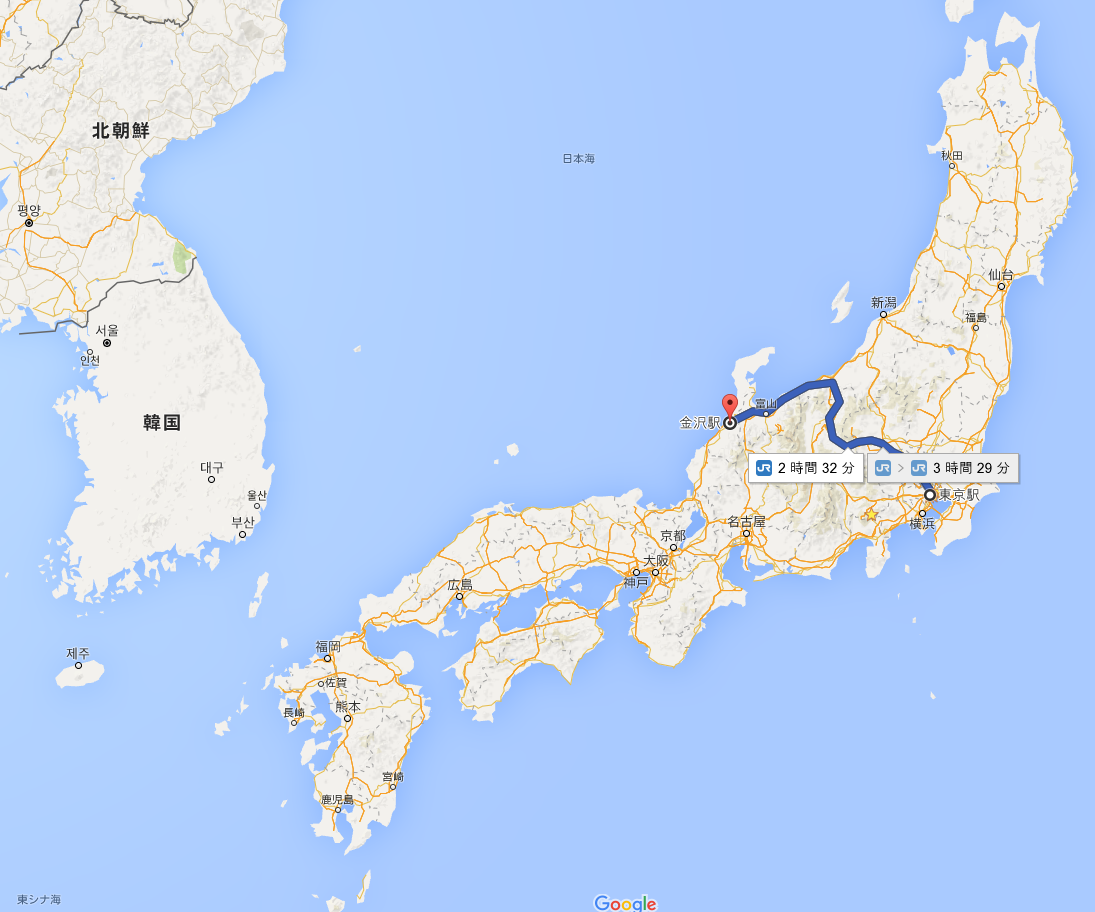 北朝鮮
日本海
秋田
평양
仙台
新潟
福島
서울
인천
富山
韓国
金沢駅
대구
JR 2 時間 32 分
JR > JR 3 時間 29 分
울산
東京駅
부산
名古屋
横浜
京都
大阪
神戸
広島
福岡
제주
佐賀
熊本
長崎
宮崎
鹿児島
東シナ海
Google